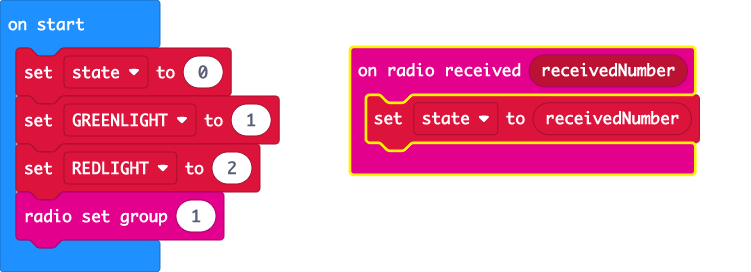 on start
set state to 0
set GREENLIGHT to 1
set REDLIGHT to 2
radio set group 1
on radio received receivedNumber
set state to receivedNumber